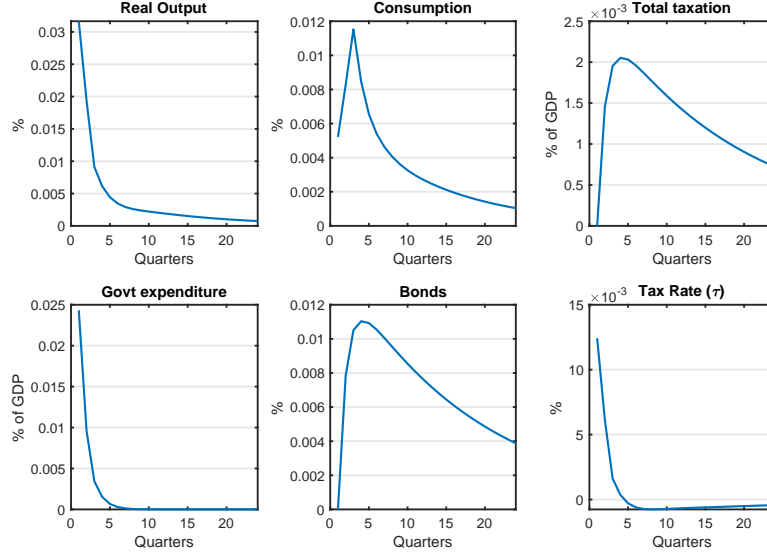 Real Output
0.03
0.025
0.02
0.015
0.01
0.005
0
%
0 5 10 15 20
Quarters
Consumption
0.012
0.01
0.008
0.006
0.004
0.002
0
%
0 5 10 15 20
Quarters
Total taxation
×10⁻³
2.5
2
1.5
1
0.5
0
% of GDP
0 5 10 15 20
Quarters
Govt expenditure
0.025
0.02
0.015
0.01
0.005
0
% of GDP
0 5 10 15 20
Quarters
Bonds
0.012
0.01
0.008
0.006
0.004
0.002
0
0 5 10 15 20
Quarters
Tax Rate (τ)
×10⁻³
15
10
5
0
%
0 5 10 15 20
Quarters